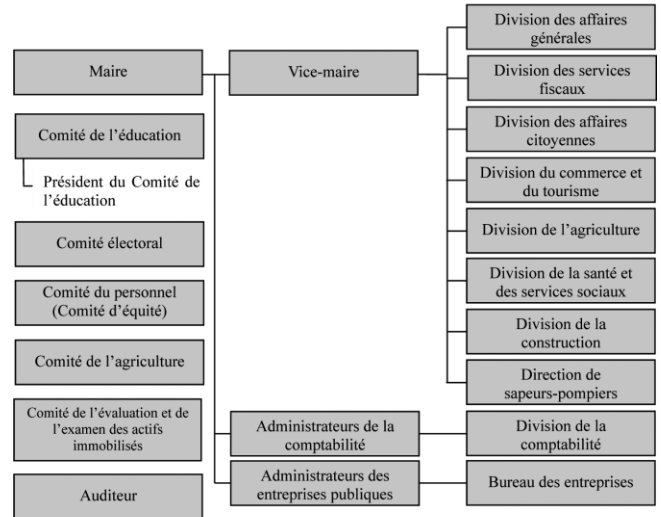 Maire
Comité de l’éducation
Président du Comité de
l’éducation
Comité électoral
Comité du personnel
(Comité d’équité)
Comité de l’agriculture
Comité de l’évaluation et de
l’examen des actifs
immobilisés
Auditeur
Vice-maire
Administrateurs de la
comptabilité
Administrateurs des
entreprises publiques
Division des affaires
générales
Division des services
fiscaux
Division des affaires
citoyennes
Division du commerce et
du tourisme
Division de l’agriculture
Division de la santé et
des services sociaux
Division de la
construction
Direction de
sapeurs-pompiers
Division de la
comptabilité
Bureau des entreprises